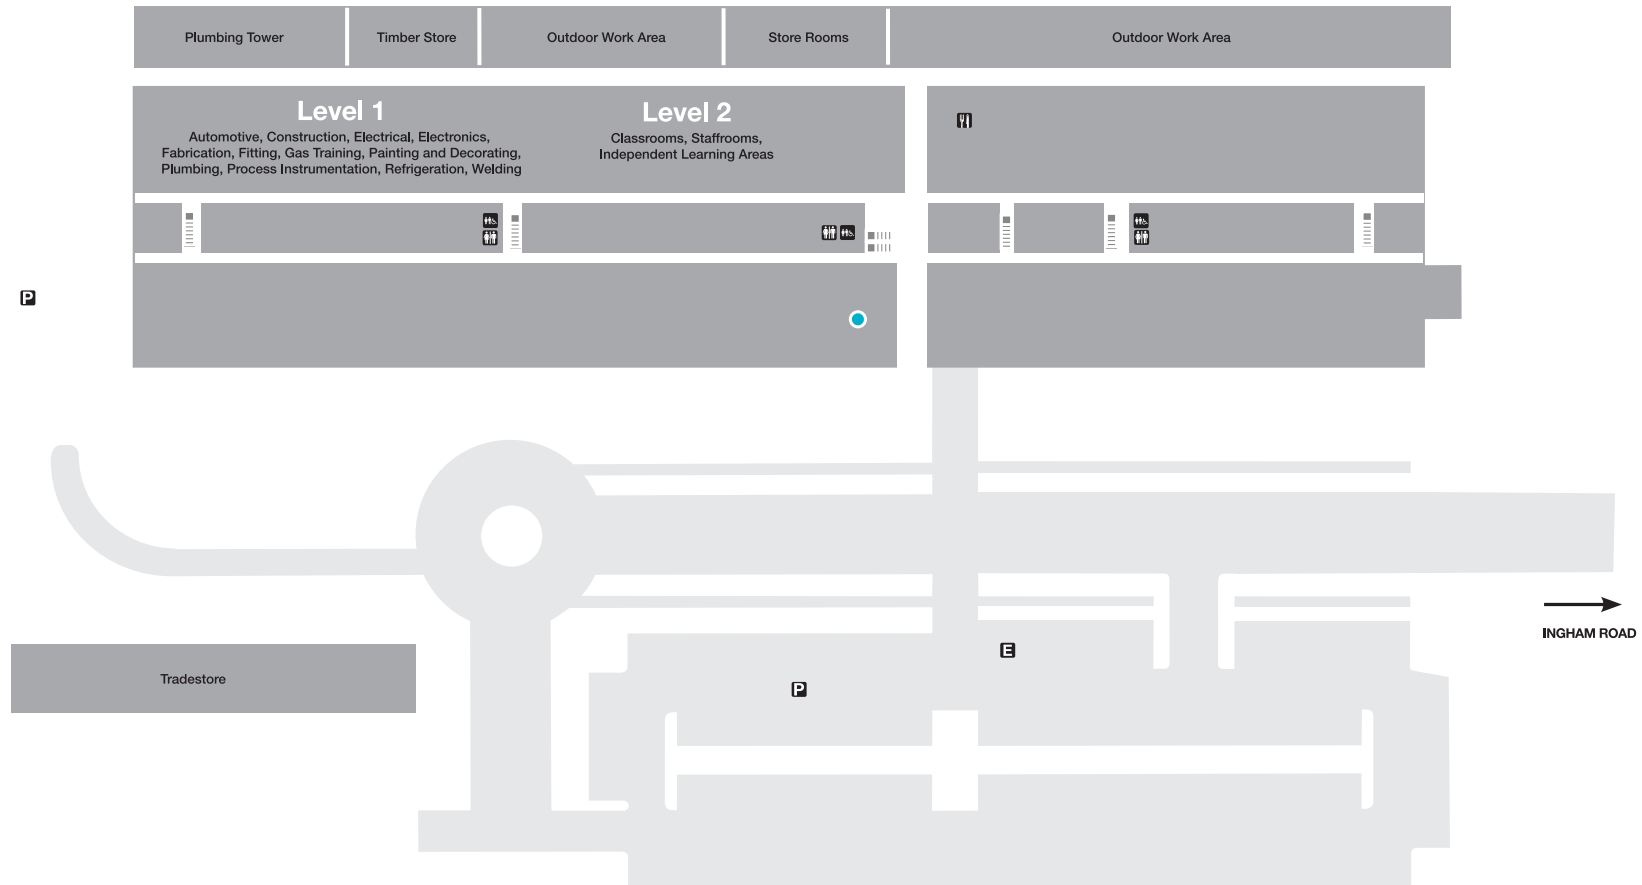 Plumbing Tower
Timber Store
Outdoor Work Area
Store Rooms
Outdoor Work Area
Level 1
Automotive, Construction, Electrical, Electronics,
Fabrication, Fitting, Gas Training, Painting and Decorating,
Plumbing, Process Instrumentation, Refrigeration, Welding
Level 2
Classrooms, Staffrooms,
Independent Learning Areas
P
E
INGHAM ROAD
Tradestore
P